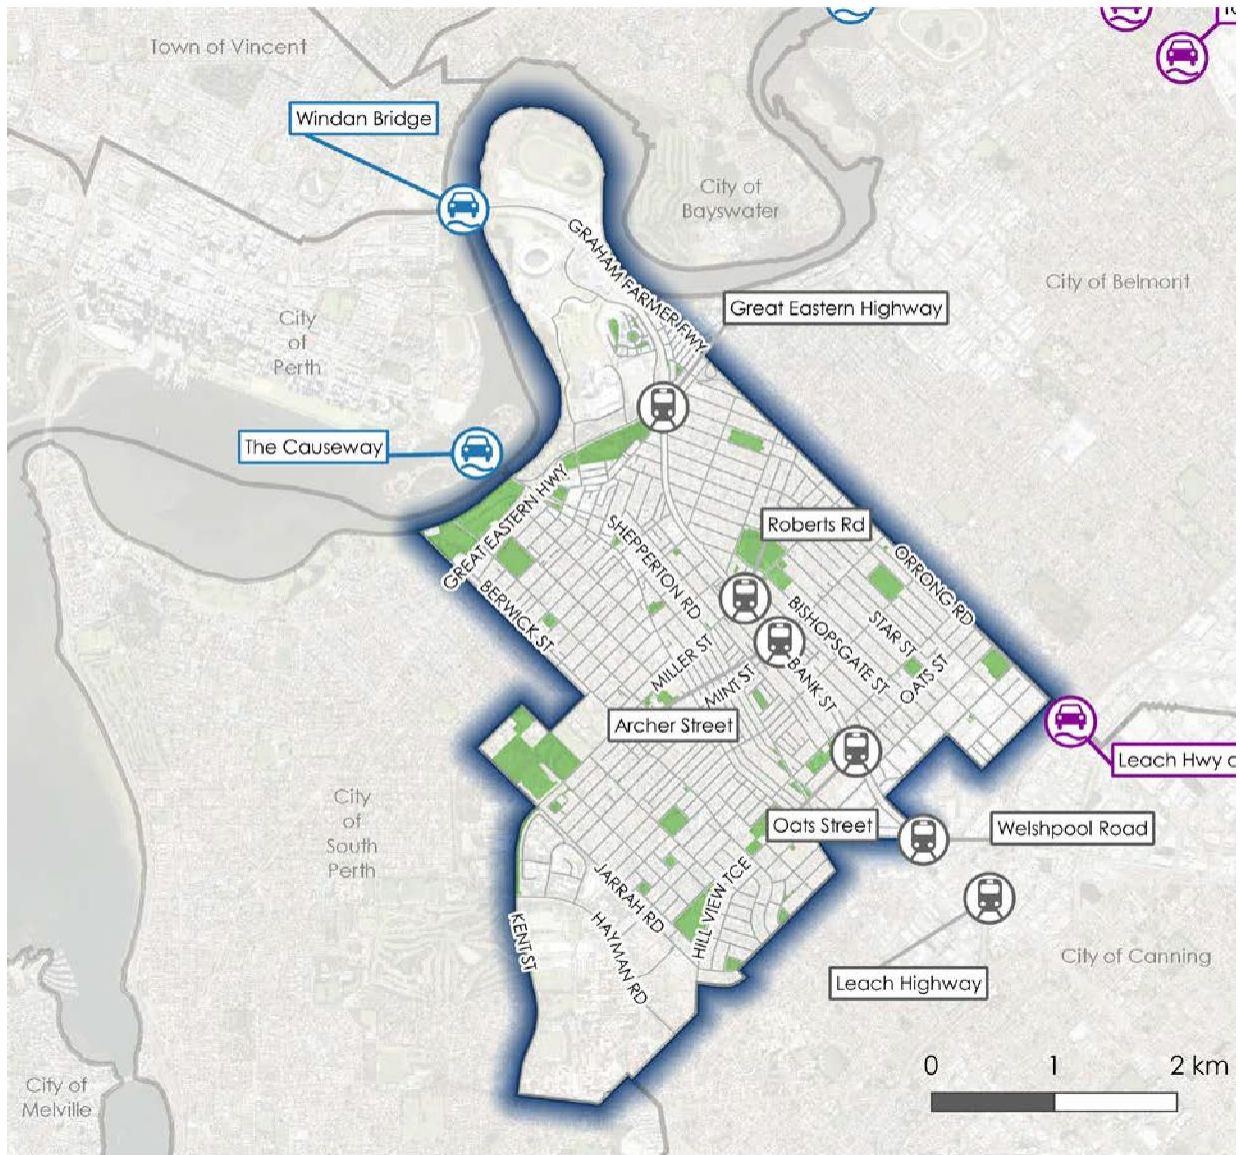 Town of Vincent
Windan Bridge
City of
Bayswater
City of Belmont
GRAHAM FARMER FWY
Great Eastern Highway
City
of
Perth
The Causeway
GREAT EASTERN HWY
SHEPPERTON RD
Roberts Rd
ORRONG RD
BERWICK ST
BISHOPSGATE ST
STAR ST
OATS ST
MILLER ST
MINT ST
BANK ST
Archer Street
Leach Hwy
City
of
South
Perth
Oats Street
Welshpool Road
JARRAH RD
HILL VIEW TCE
KENT ST
HAYMAN RD
City of Canning
Leach Highway
0 1 2 km
City of
Melville